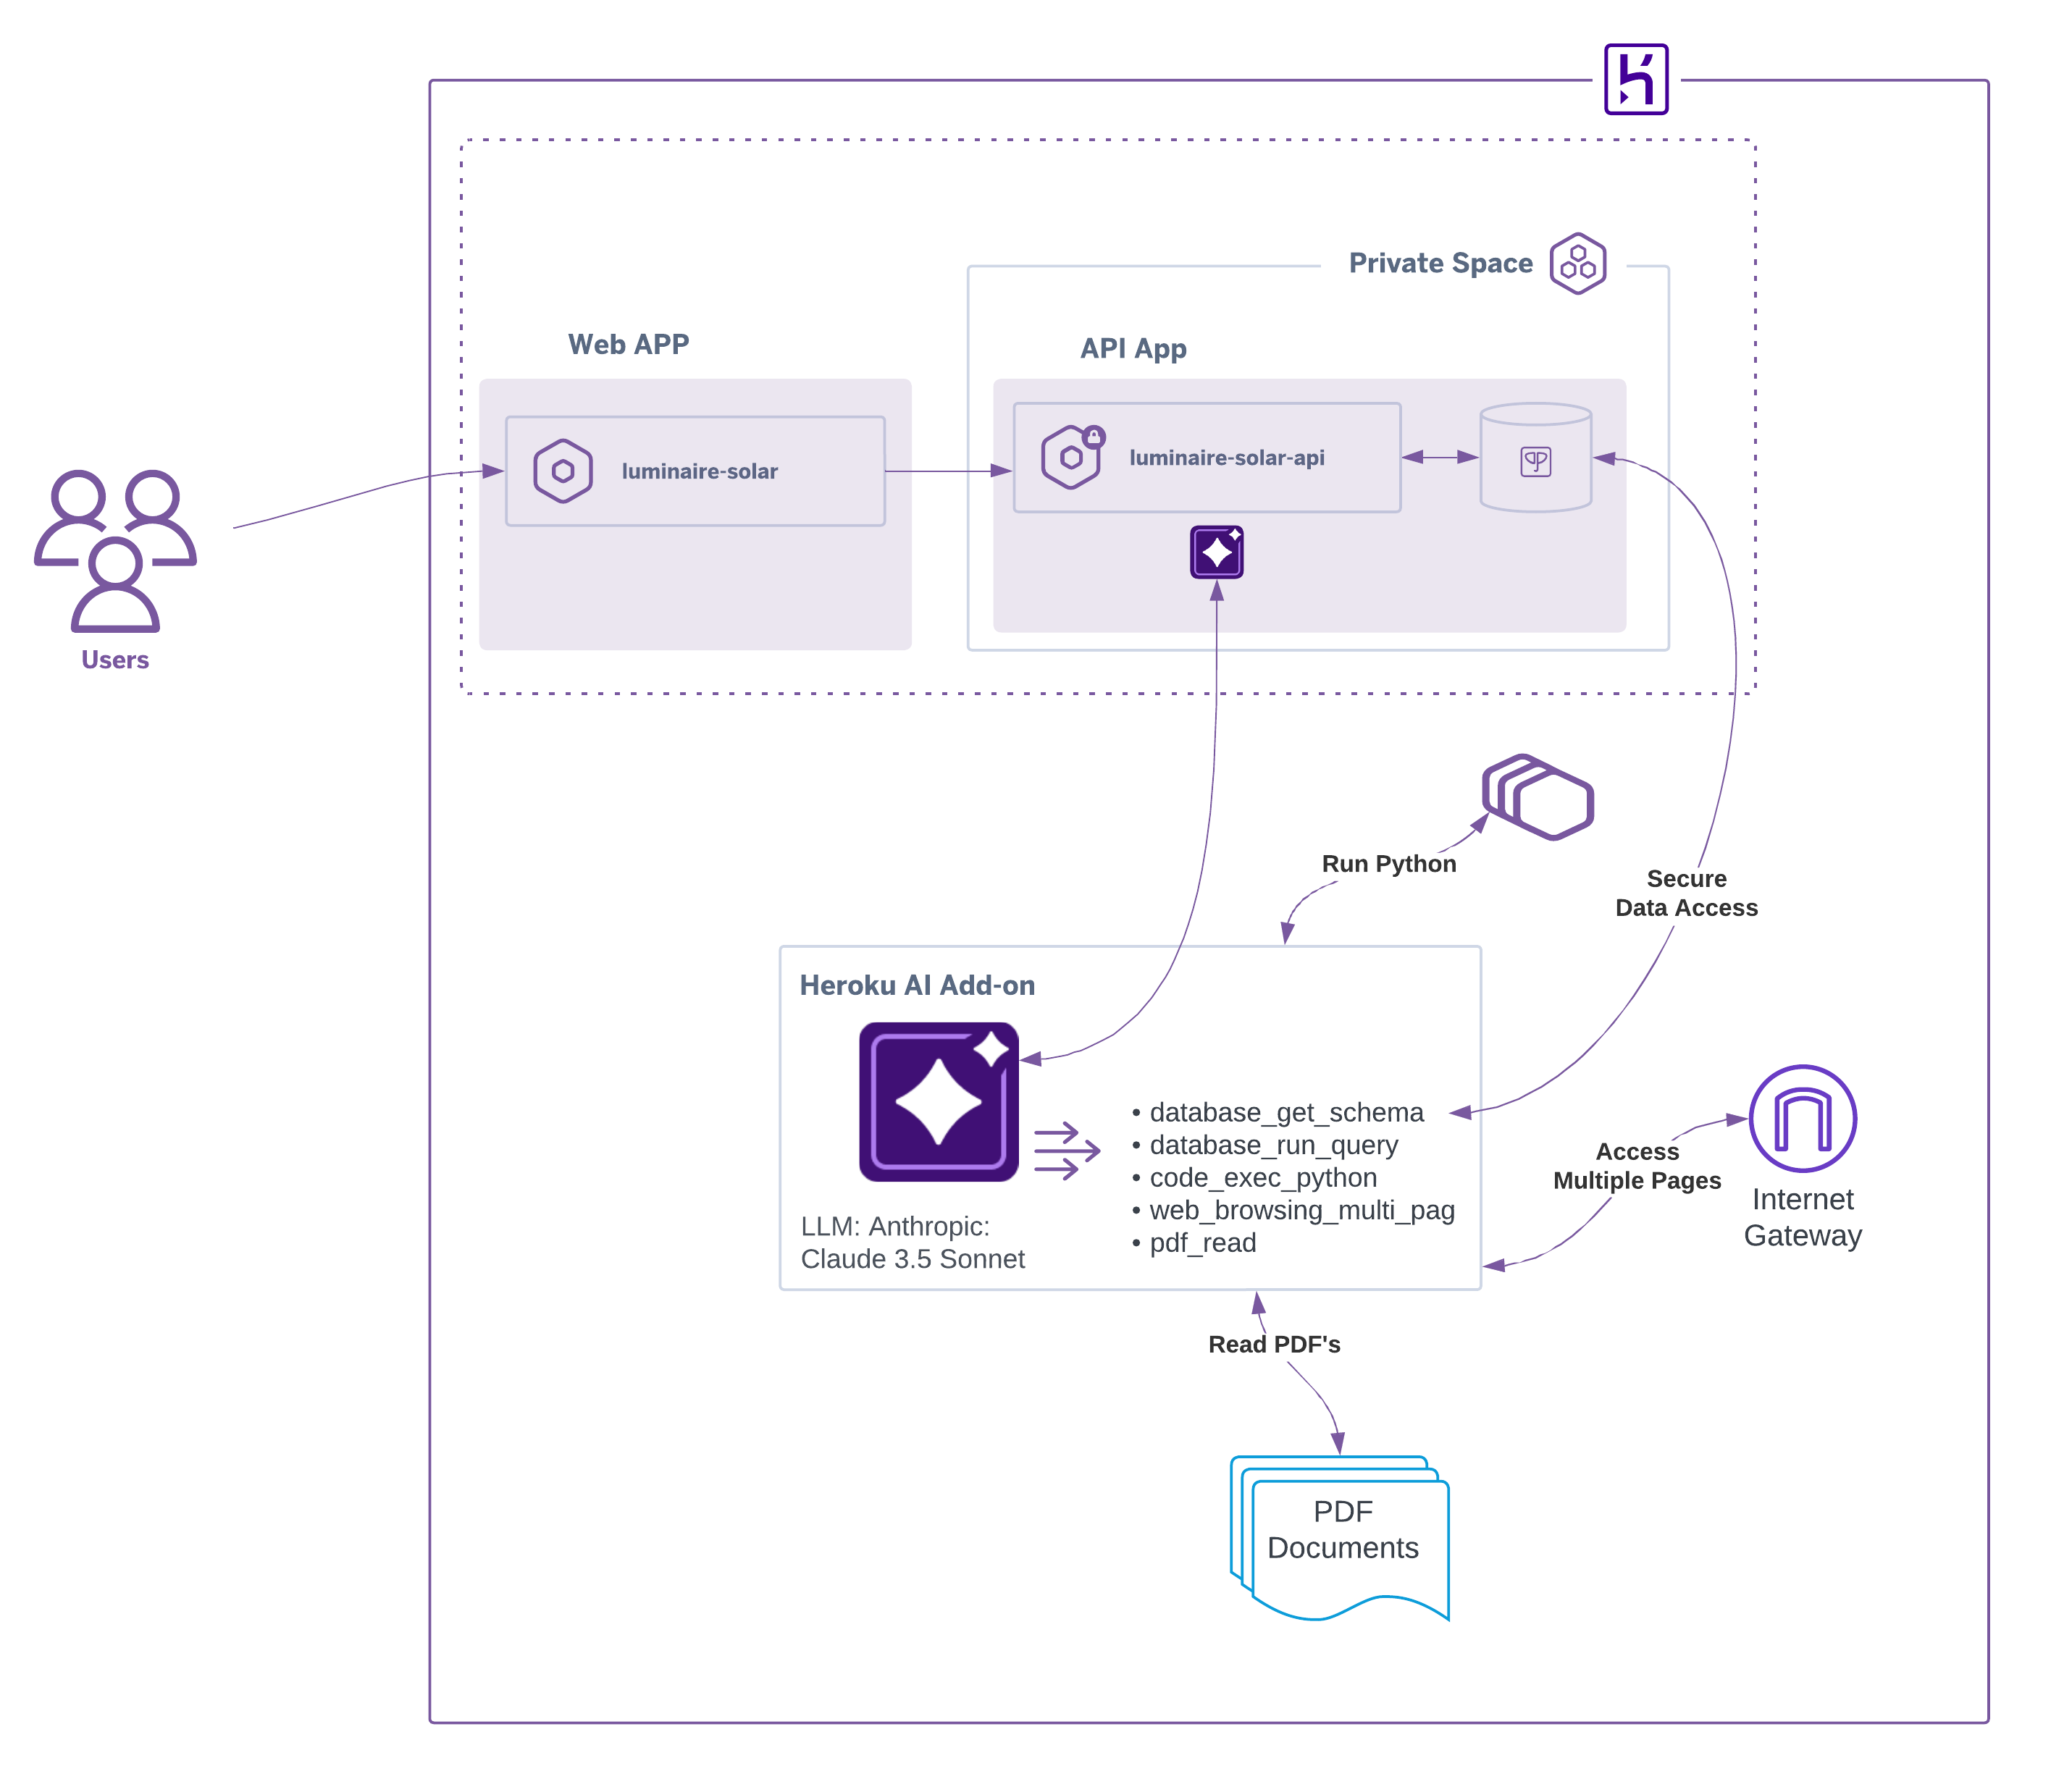 Private Space
Web APP
API App
luminaire-solar
luminaire-solar-api
Users
Run Python
Secure
Data Access
Heroku AI Add-on
• database_get_schema
• database_run_query
• code_exec_python
• web_browsing_multi_pag
• pdf_read
LLM: Anthropic:
Claude 3.5 Sonnet
Access
Multiple Pages
Internet
Gateway
Read PDF's
PDF
Documents